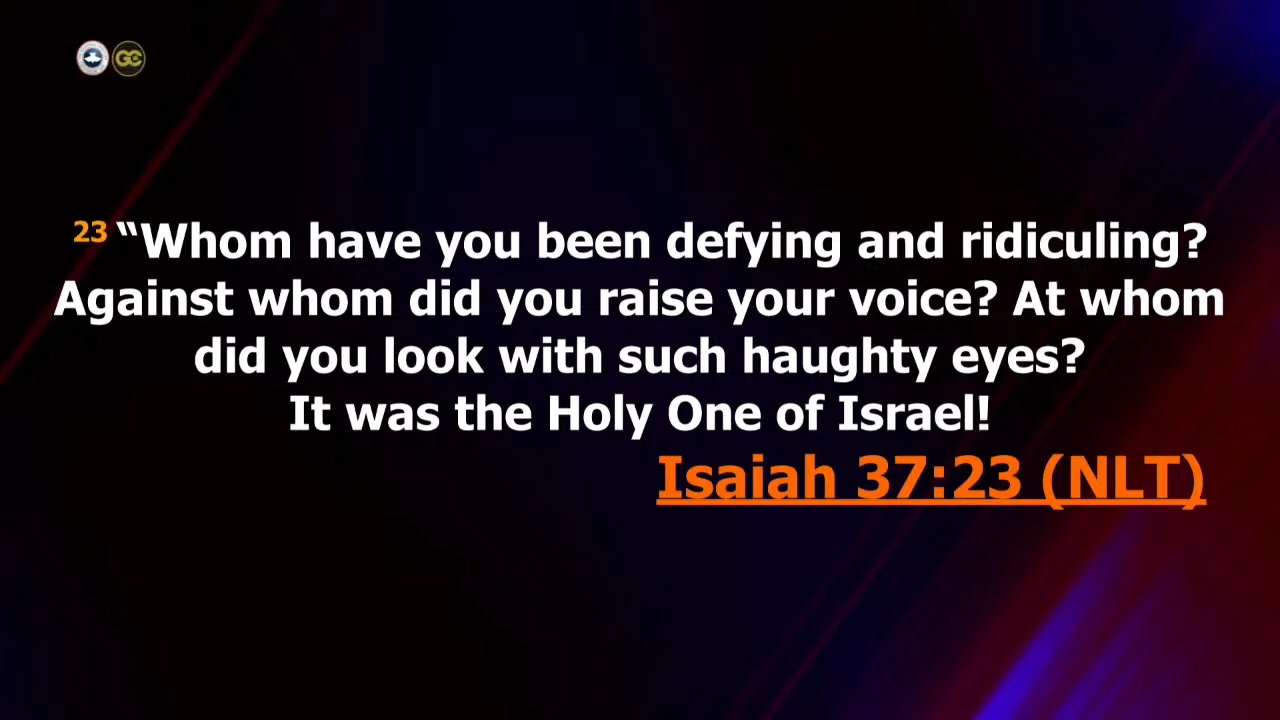 23 “Whom have you been defying and ridiculing?
Against whom did you raise your voice? At whom
did you look with such haughty eyes?
It was the Holy One of Israel!
Isaiah 37:23 (NLT)